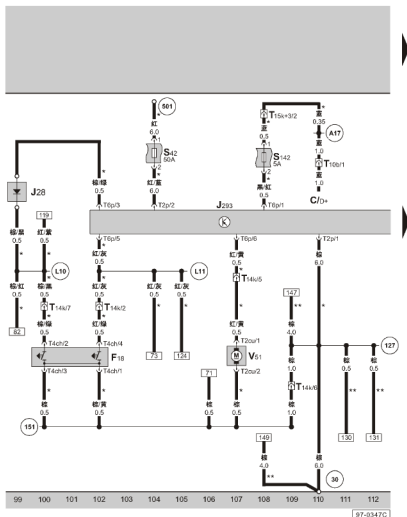 501
红
6.0
S42
50A
红/蓝
6.0
T15k+3/2
蓝
0.5
S142
5A
黑/红
0.5
蓝
0.35
A17
蓝
1.0
T10b/1
蓝
1.0
C/D+
J28
棕/绿
0.5
T6p/3
T2p/2
J293
T6p/1
K
T6p/5
T6p/6
T2p/1
棕/黑
0.5
119
红/紫
0.5
红/灰
0.5
红/黄
0.5
棕
6.0
L10
L11
棕/红
0.5
棕/黑
0.5
红/灰
0.5
红/灰
0.5
红/灰
0.5
T14k/5
147
T14k/7
T14k/2
棕
4.0
82
棕/绿
0.5
红/绿
0.5
73
124
红/黄
0.5
127
T4ch/2
T4ch/4
F18
T2cu/1
M
V51
棕
1.0
棕
0.5
棕
0.5
T4ch/3
T4ch/1
71
T2cu/2
T14k/6
棕
0.5
棕/黄
0.5
棕
0.5
棕
0.5
棕
1.0
151
149
130
131
棕
4.0
棕
6.0
30
99 100 101 102 103 104 105 106 107 108 109 110 111 112
97-0347C